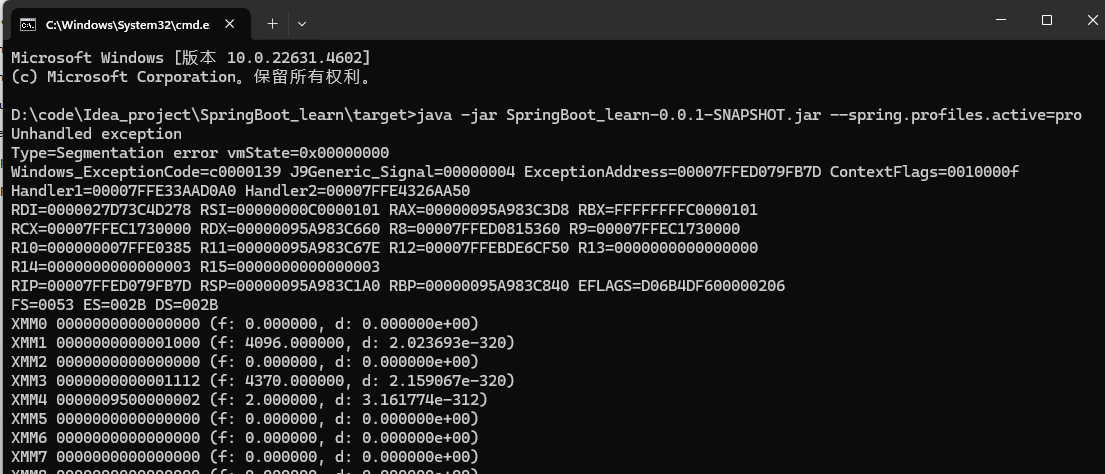 C:\Windows\System32\cmd.e
Microsoft Windows [版本 10.0.22631.4602]
(c) Microsoft Corporation。保留所有权利。
D:\code\Idea_project\SpringBoot_learn\target>java -jar SpringBoot_learn-0.0.1-SNAPSHOT.jar --spring.profiles.active=pro
Unhandled exception
Type=Segmentation error vmState=0x00000000
Windows_ExceptionCode=c0000139 J9Generic_Signal=00000004 ExceptionAddress=00007FFED079FB7D ContextFlags=0010000f
Handler1=00007FFE33AAD0A0 Handler2=00007FFE4326AA50
RDI=0000027D73C4D278 RSI=00000000C0000101 RAX=00000095A983C3D8 RBX=FFFFFFFFC0000101
RCX=00007FFEC1730000 RDX=00000095A983C660 R8=00007FFED0815360 R9=00007FFEC1730000
R10=000000007FFE0385 R11=00000095A983C67E R12=00007FFEBDE6CF50 R13=0000000000000000
R14=0000000000000003 R15=0000000000000003
RIP=00007FFED079FB7D RSP=00000095A983C1A0 RBP=00000095A983C840 EFLAGS=D06B4DF600000206
FS=0053 ES=002B DS=002B
XMM0 0000000000000000 (f: 0.000000, d: 0.000000e+00)
XMM1 0000000000001000 (f: 4096.000000, d: 2.023693e-320)
XMM2 0000000000000000 (f: 0.000000, d: 0.000000e+00)
XMM3 0000000000001112 (f: 4370.000000, d: 2.159067e-320)
XMM4 0000009500000002 (f: 2.000000, d: 3.161774e-312)
XMM5 0000000000000000 (f: 0.000000, d: 0.000000e+00)
XMM6 0000000000000000 (f: 0.000000, d: 0.000000e+00)
XMM7 0000000000000000 (f: 0.000000, d: 0.000000e+00)